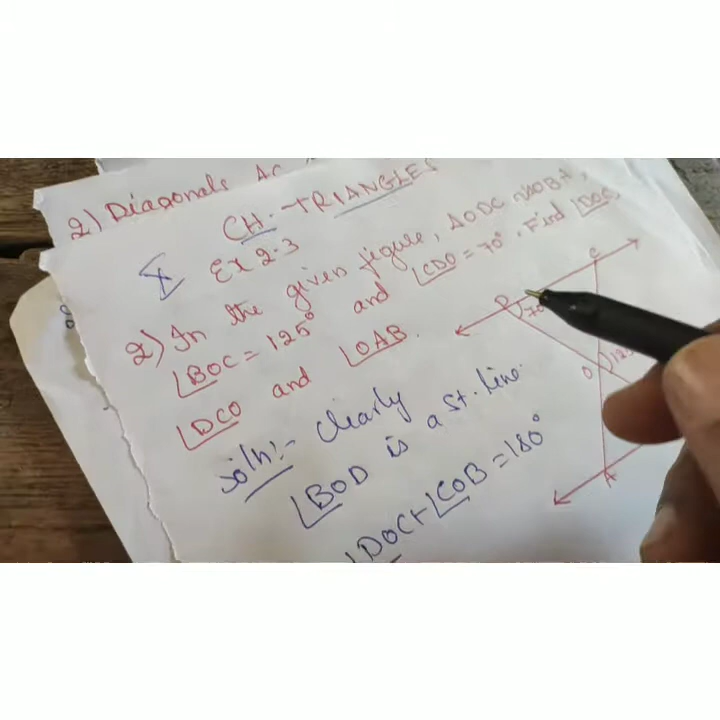 2) Diagonals AC
CH:- TRIANGLES
Ex 2.3
2) In the given figure, ΔODC ~ ΔOBA,
∠BOC = 125° and ∠CDO = 70°. Find ∠DOC,
∠DCO and ∠OAB.
Soln:- Clearly
∠BOD is a St. line.
∠DOC + ∠COB = 180°
D
C
70°
O
125
A